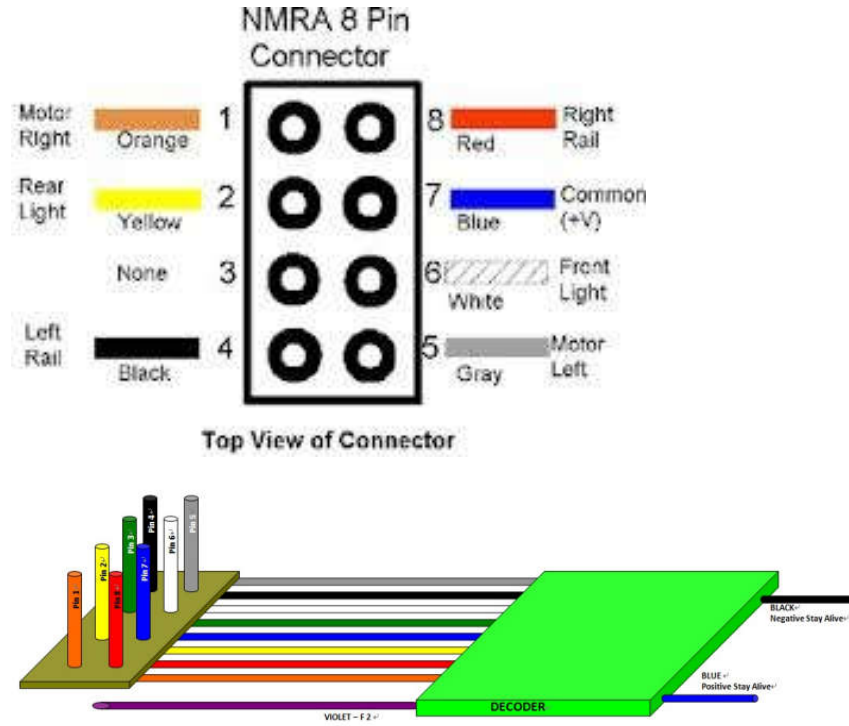 NMRA 8 Pin
Connector
Motor
Right
Orange
1
8
Red
Right
Rail
Rear
Light
Yellow
2
7
Blue
Common
(+V)
None
3
6
White
Front
Light
Left
Rail
Black
4
5
Gray
Motor
Left
Top View of Connector
Pin 1
Pin 2
Pin 3
Pin 4
Pin 8
Pin 7
Pin 6
Pin 5
BLACK
Negative Stay Alive
BLUE
Positive Stay Alive
DECODER
VIOLET – F 2